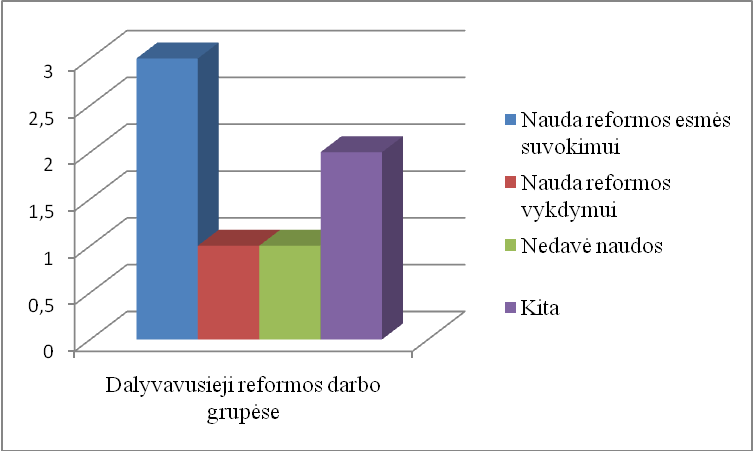 3
2,5
2
1,5
1
0,5
0
Dalyvavusieji reformos darbo
grupėse
Nauda reformos esmės
suvokimui
Nauda reformos
vykdymui
Nedavė naudos
Kita